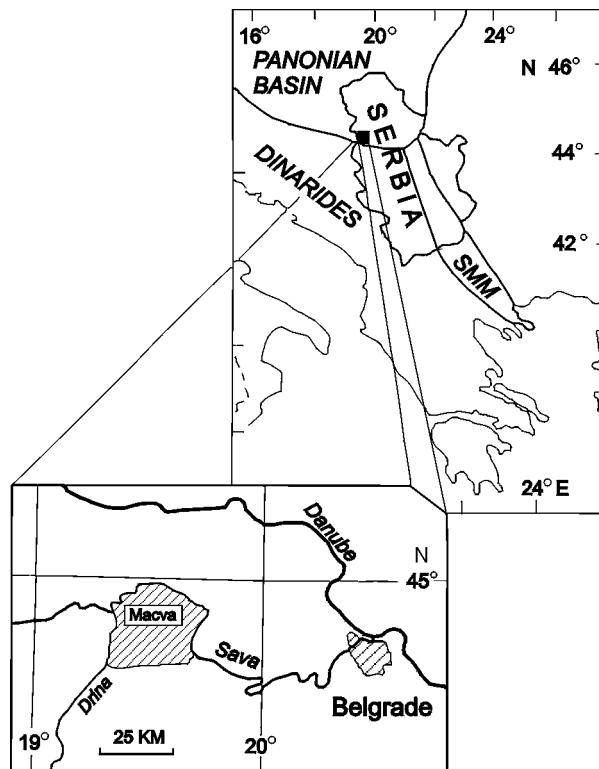 16° 20° 24°
PANONIAN
BASIN
N 46°
SERBIA
44°
DINARIDES
42°
SMM
24° E
Danube
N
45°
Macva
Sava
Drina
Belgrade
19°
25 KM
20°